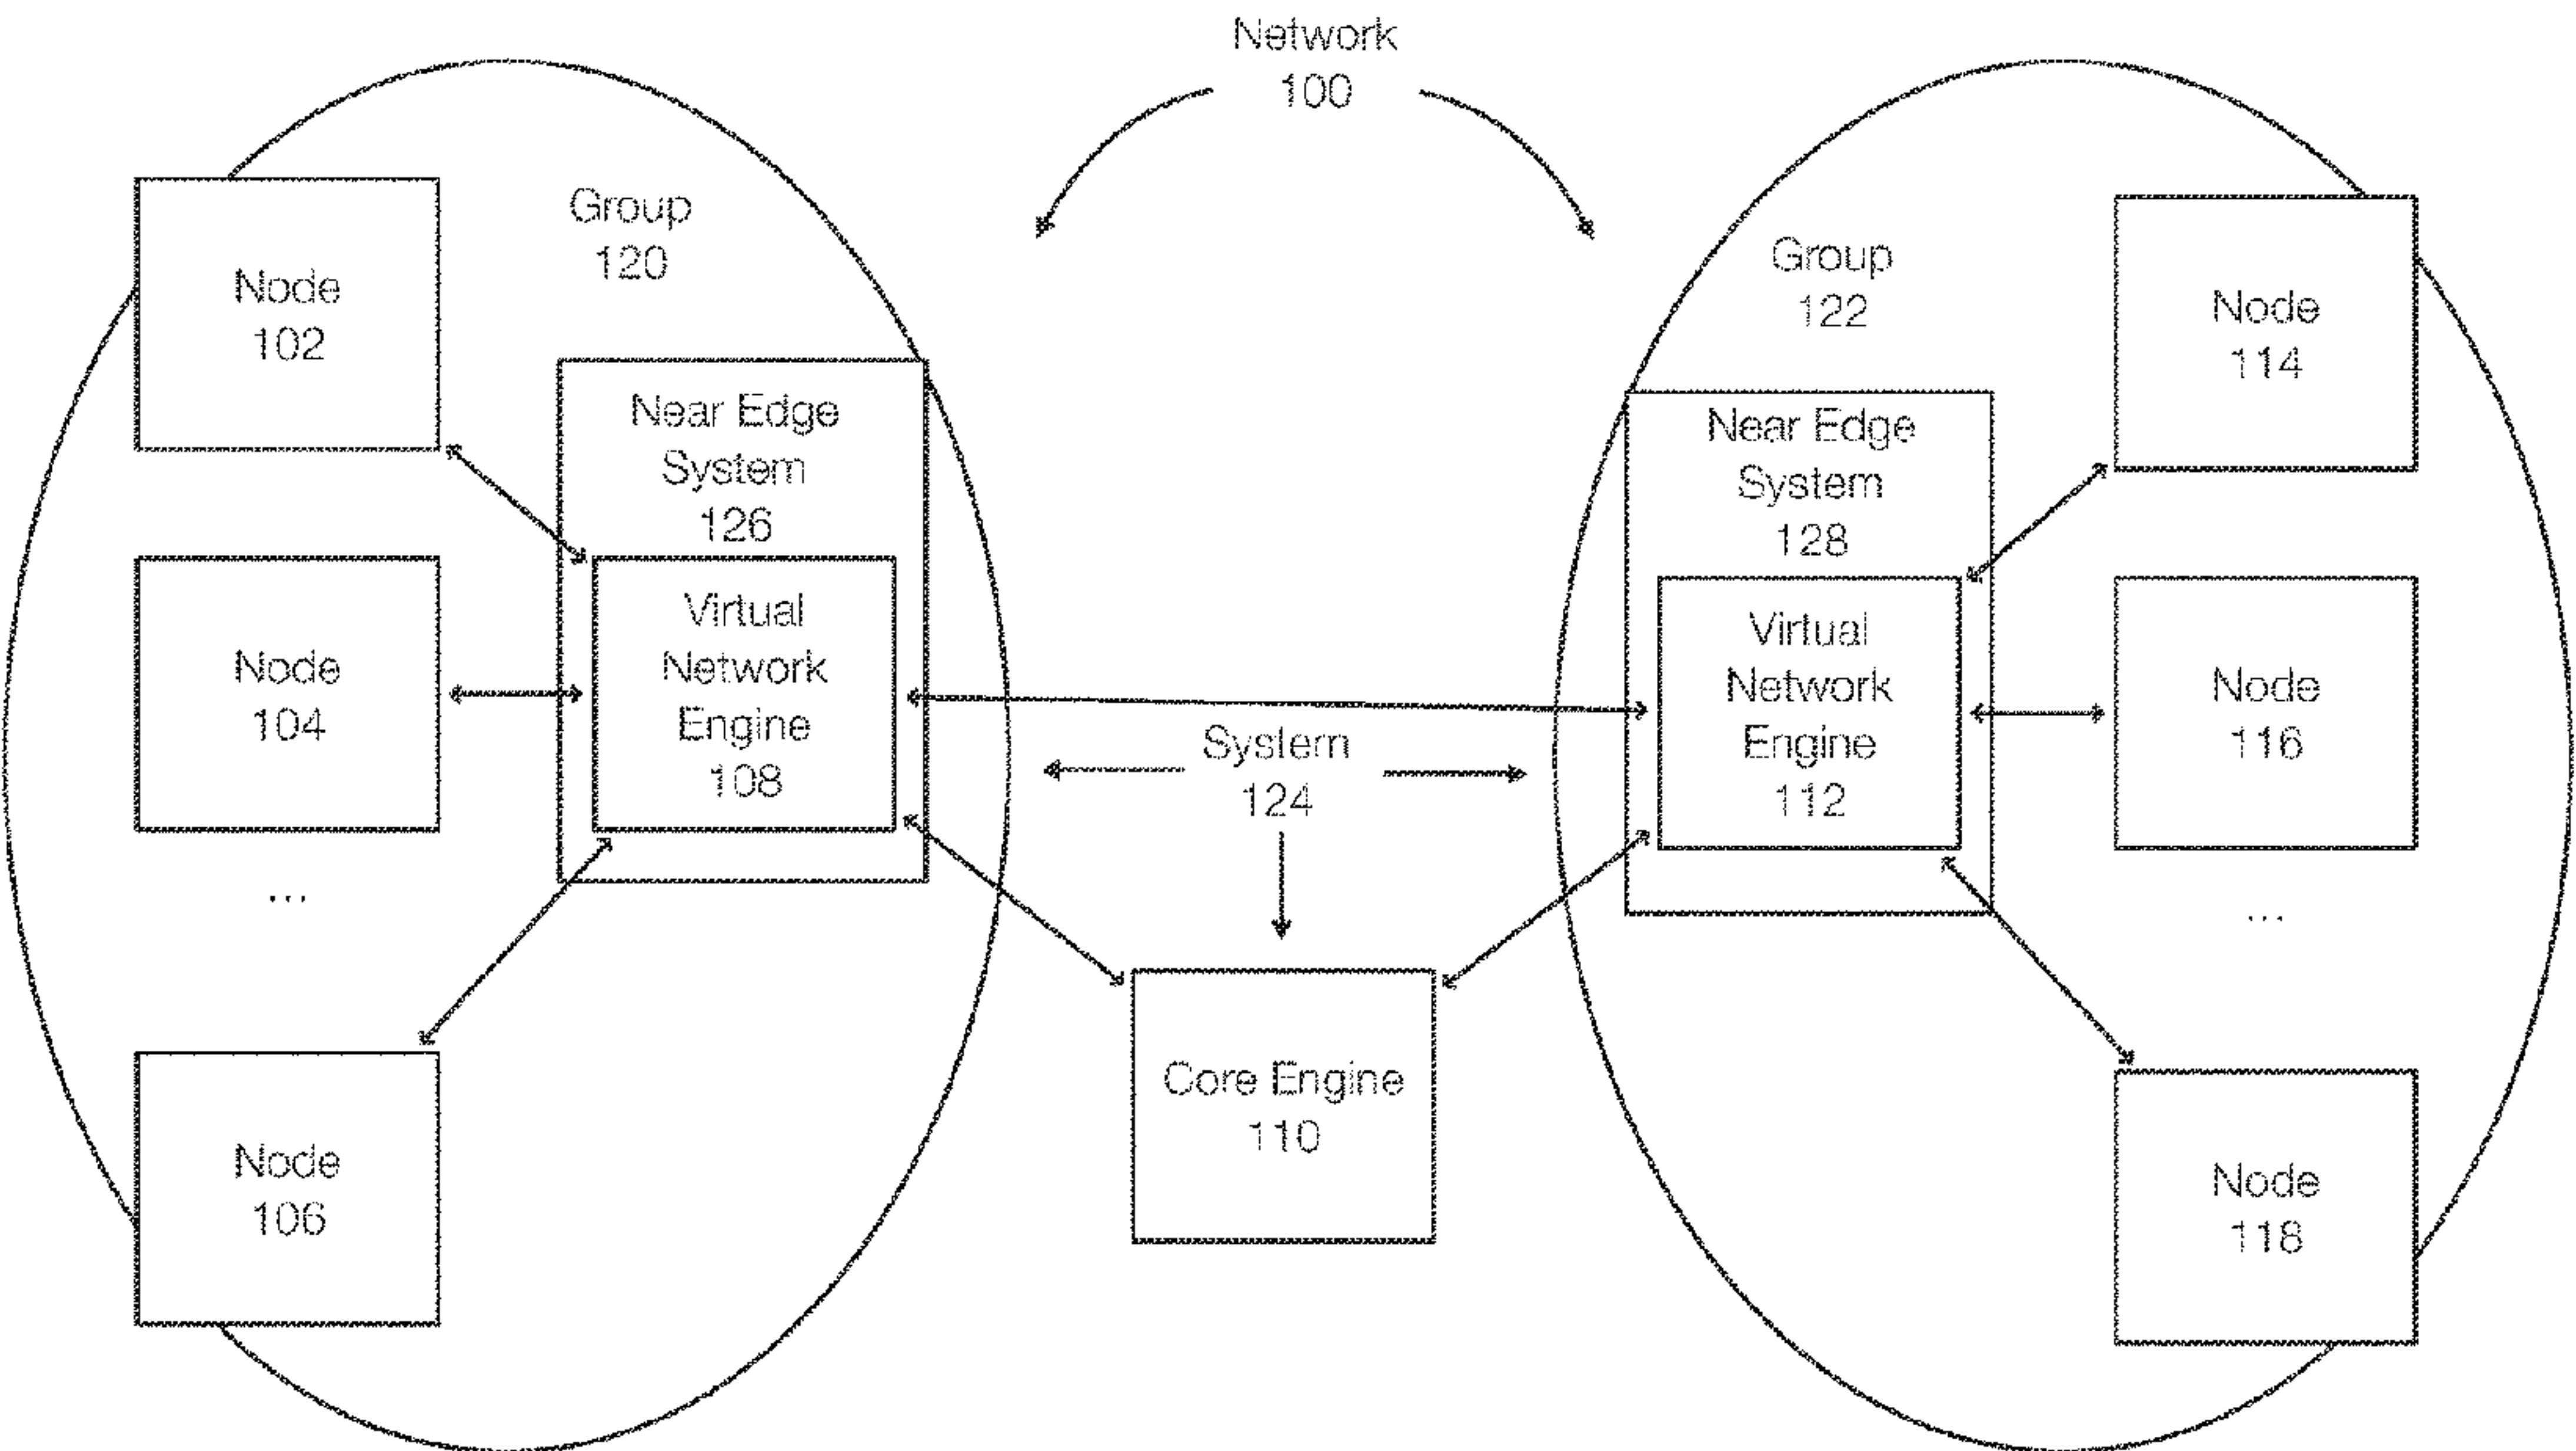 Network
100
Group
120
Node
102
Near Edge
System
126
Virtual
Network
Engine
108
Node
104
...
Node
106
System
124
Core Engine
110
Group
122
Near Edge
System
128
Virtual
Network
Engine
112
Node
114
Node
116
...
Node
118